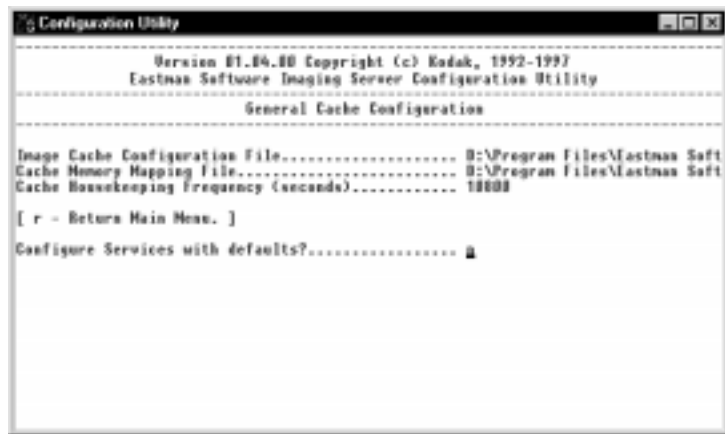 Configuration Utility
Version 01.04.00 Copyright (c) Kodak, 1992-1997
Eastman Software Imaging Server Configuration Utility
General Cache Configuration
Image Cache Configuration File..................... D:\Program Files\Eastman Soft
Cache Memory Mapping File.......................... D:\Program Files\Eastman Soft
Cache Housekeeping Frequency (seconds)............ 10800
[ r - Return Main Menu. ]
Configure Services with defaults?.................